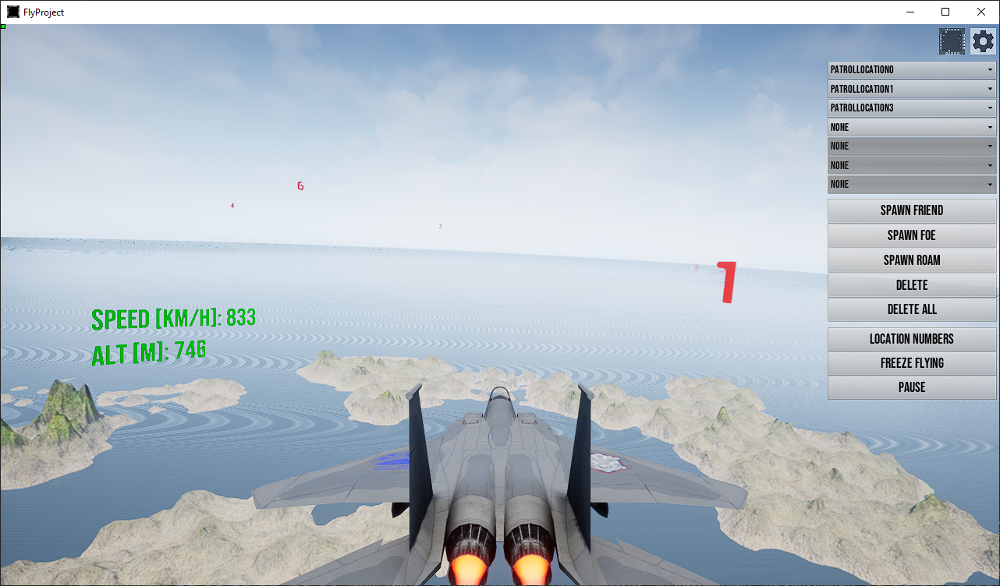 FlyProject
PATROLLOCATION0
PATROLLOCATION1
PATROLLOCATION3
NONE
NONE
NONE
NONE
6
4
3
1
SPAWN FRIEND
SPAWN FOE
SPAWN ROAM
DELETE
DELETE ALL
SPEED [KM/H]: 833
ALT [M]: 746
LOCATION NUMBERS
FREEZE FLYING
PAUSE